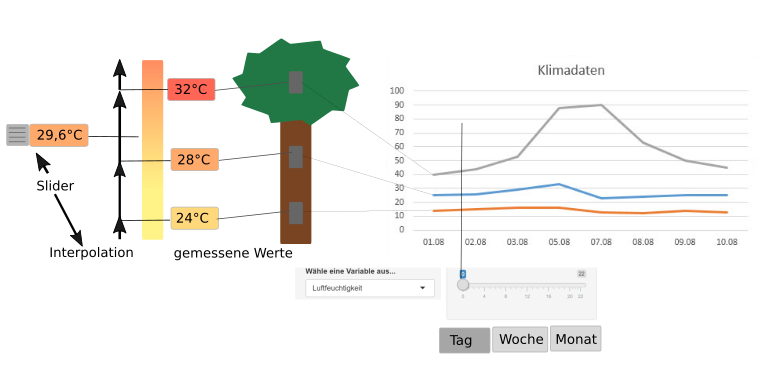 32°C
29,6°C
28°C
24°C
Slider
Interpolation
gemessene Werte
Klimadaten
100
90
80
70
60
50
40
30
20
10
0
01.08 02.08 03.08 05.08 07.08 08.08 09.08 10.08
Wähle eine Variable aus...
Luftfeuchtigkeit
0 22
0 4 8 12 16 20 22
Tag Woche Monat